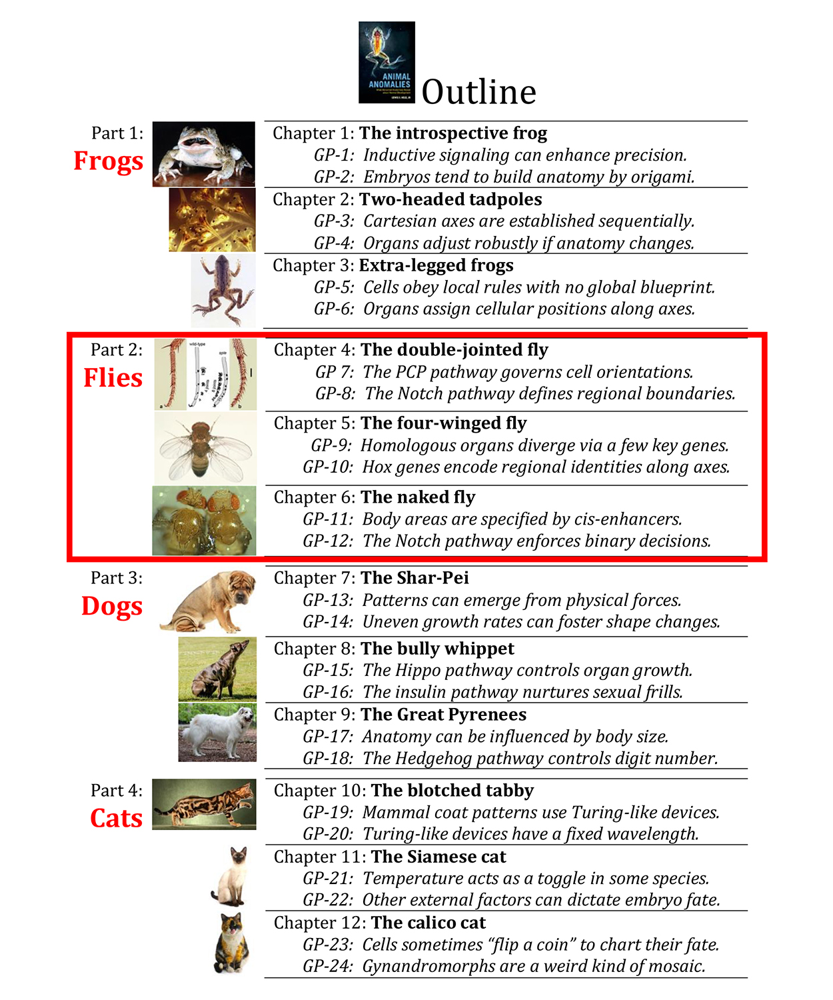 ANIMAL
ANOMALIES
Outline
Part 1:
Frogs
Chapter 1: The introspective frog
GP-1: Inductive signaling can enhance precision.
GP-2: Embryos tend to build anatomy by origami.
Chapter 2: Two-headed tadpoles
GP-3: Cartesian axes are established sequentially.
GP-4: Organs adjust robustly if anatomy changes.
Chapter 3: Extra-legged frogs
GP-5: Cells obey local rules with no global blueprint.
GP-6: Organs assign cellular positions along axes.
Part 2:
Flies
wild-type
a
b
Chapter 4: The double-jointed fly
GP 7: The PCP pathway governs cell orientations.
GP-8: The Notch pathway defines regional boundaries.
Chapter 5: The four-winged fly
GP-9: Homologous organs diverge via a few key genes.
GP-10: Hox genes encode regional identities along axes.
Chapter 6: The naked fly
GP-11: Body areas are specified by cis-enhancers.
GP-12: The Notch pathway enforces binary decisions.
Part 3:
Dogs
Chapter 7: The Shar-Pei
GP-13: Patterns can emerge from physical forces.
GP-14: Uneven growth rates can foster shape changes.
Chapter 8: The bully whippet
GP-15: The Hippo pathway controls organ growth.
GP-16: The insulin pathway nurtures sexual frills.
Chapter 9: The Great Pyrenees
GP-17: Anatomy can be influenced by body size.
GP-18: The Hedgehog pathway controls digit number.
Part 4:
Cats
Chapter 10: The blotched tabby
GP-19: Mammal coat patterns use Turing-like devices.
GP-20: Turing-like devices have a fixed wavelength.
Chapter 11: The Siamese cat
GP-21: Temperature acts as a toggle in some species.
GP-22: Other external factors can dictate embryo fate.
Chapter 12: The calico cat
GP-23: Cells sometimes “flip a coin” to chart their fate.
GP-24: Gynandromorphs are a weird kind of mosaic.